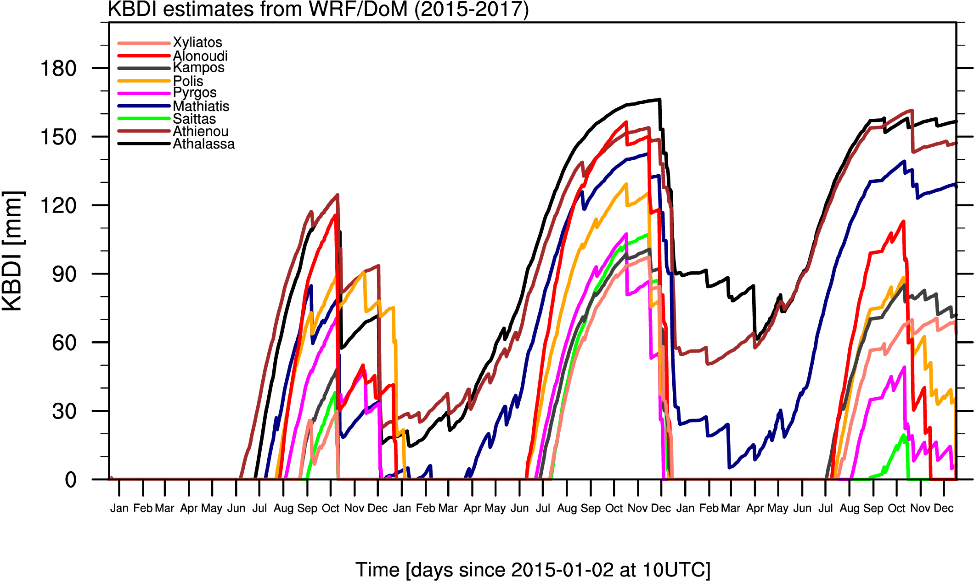 KBDI estimates from WRF/DoM (2015-2017)
Xyliatos
Alonoudi
Kampos
Polis
Pyrgos
Mathiatis
Saittas
Athienou
Athalassa
180
150
120
90
60
30
0
KBDI [mm]
Jan Feb Mar Apr May Jun Jul Aug Sep Oct Nov Dec Jan Feb Mar Apr May Jun Jul Aug Sep Oct Nov Dec Jan Feb Mar Apr May Jun Jul Aug Sep Oct Nov Dec
Time [days since 2015-01-02 at 10UTC]